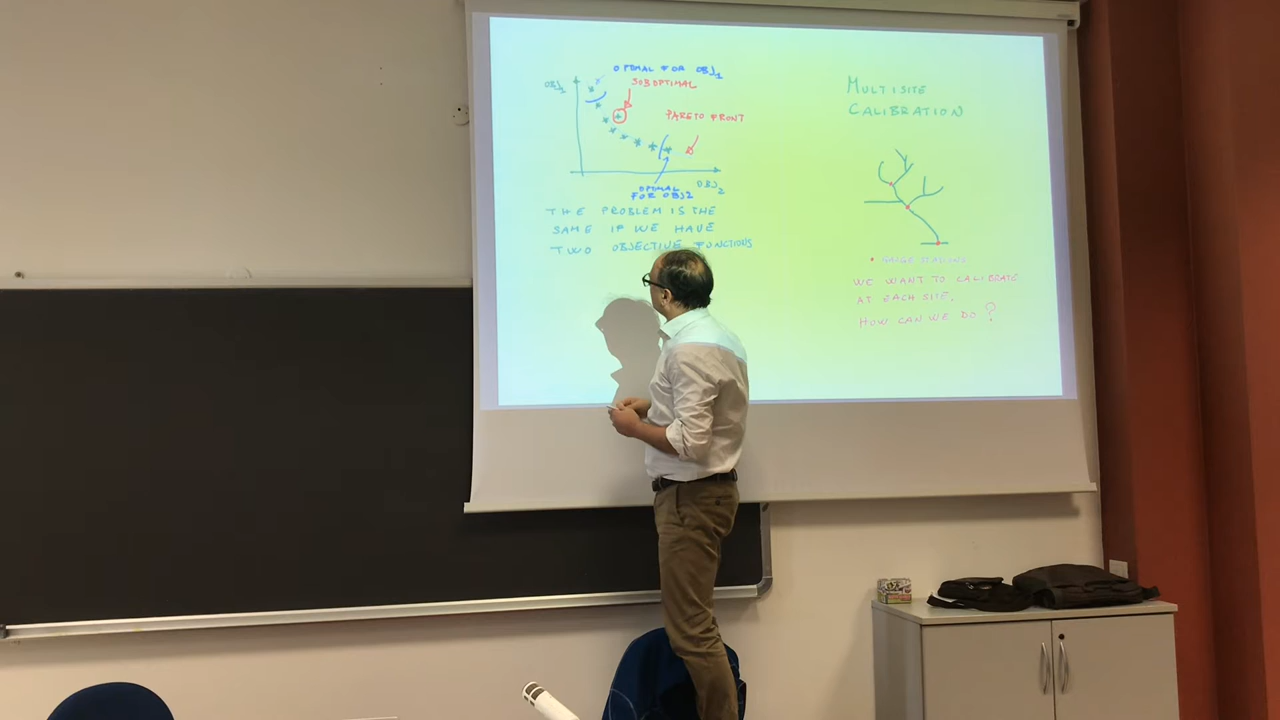 OBJ1
OPTIMAL FOR OBJ1
SUBOPTIMAL
PARETO FRONT
OBJ2
OPTIMAL
FOR OBJ2
THE PROBLEM IS THE
SAME IF WE HAVE
TWO OBJECTIVE FUNCTIONS
MULTISITE
CALIBRATION
WE WANT TO CALIBRATE
AT EACH SITE.
HOW CAN WE DO ?